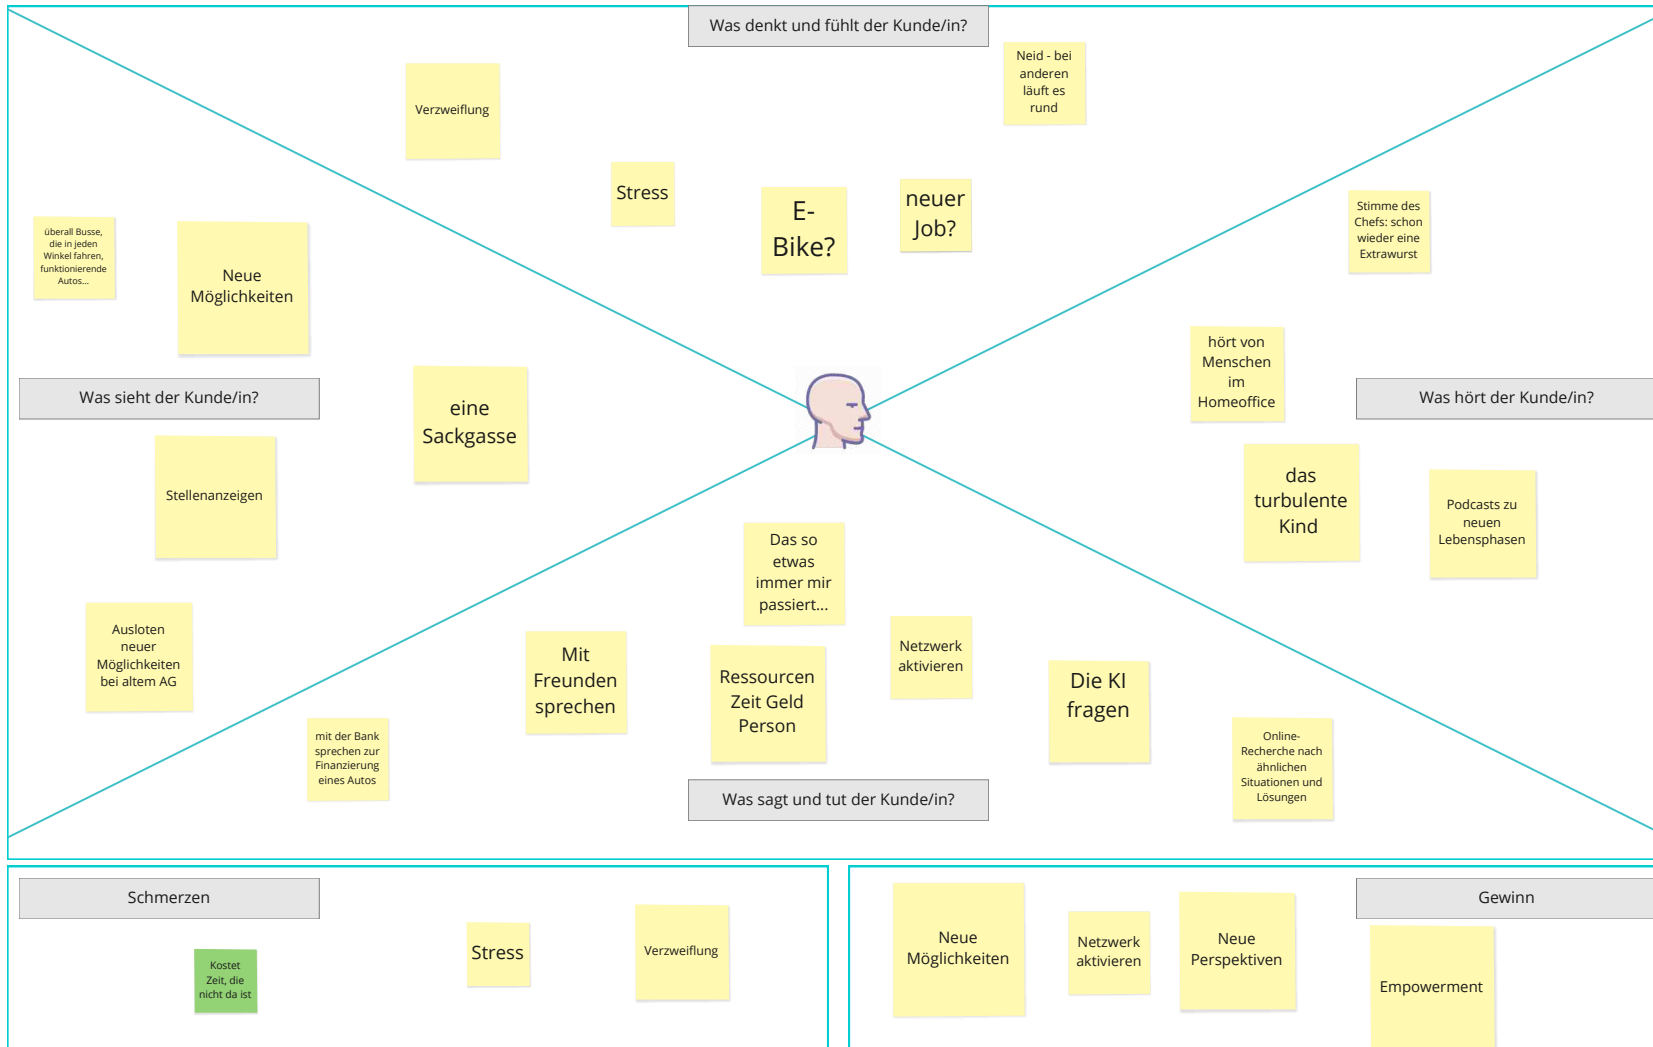 Was denkt und fühlt der Kunde/in?
Neid - bei
anderen
läuft es
rund
Verzweiflung
Stress
E-
Bike?
neuer
Job?
überall Busse,
die in jeden
Winkel fahren,
funktionierende
Autos...
Neue
Möglichkeiten
Was sieht der Kunde/in?
eine
Sackgasse
Stellenanzeigen
Ausloten
neuer
Möglichkeiten
bei altem AG
Stimme des
Chefs: schon
wieder eine
Extrawurst
hört von
Menschen
im
Homeoffice
Was hört der Kunde/in?
das
turbulente
Kind
Podcasts zu
neuen
Lebensphasen
Das so
etwas
immer mir
passiert...
mit der Bank
sprechen zur
Finanzierung
eines Autos
Mit
Freunden
sprechen
Ressourcen
Zeit Geld
Person
Netzwerk
aktivieren
Die KI
fragen
Online-
Recherche nach
ähnlichen
Situationen und
Lösungen
Was sagt und tut der Kunde/in?
Schmerzen
Kostet
Zeit, die
nicht da ist
Stress
Verzweiflung
Gewinn
Neue
Möglichkeiten
Netzwerk
aktivieren
Neue
Perspektiven
Empowerment